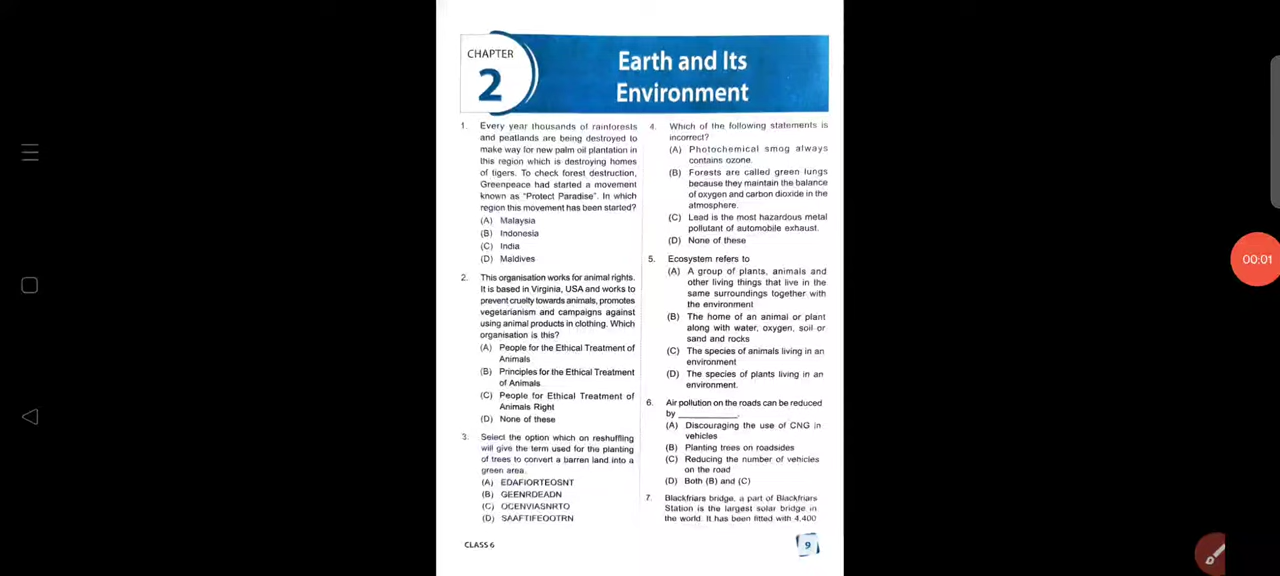 CHAPTER
2
Earth and Its
Environment
1. Every year thousands of rainforests
and peatlands are being destroyed to
make way for new palm oil plantation in
this region which is destroying homes
of tigers. To check forest destruction,
Greenpeace had started a movement
known as "Protect Paradise". In which
region this movement has been started?
(A) Malaysia
(B) Indonesia
(C) India
(D) Maldives
2. This organisation works for animal rights.
It is based in Virginia, USA and works to
prevent cruelty towards animals, promotes
vegetarianism and campaigns against
using animal products in clothing. Which
organisation is this?
(A) People for the Ethical Treatment of
Animals
(B) Principles for the Ethical Treatment
of Animals
(C) People for Ethical Treatment of
Animals Right
(D) None of these
3. Select the option which on reshuffling
will give the term used for the planting
of trees to convert a barren land into a
green area.
(A) EDAFIORTEOSNT
(B) GEENRDEADN
(C) OCENVIASNRTO
(D) SAAFTIFEOOTRN
4. Which of the following statements is
incorrect?
(A) Photochemical smog always
contains ozone.
(B) Forests are called green lungs
because they maintain the balance
of oxygen and carbon dioxide in the
atmosphere.
(C) Lead is the most hazardous metal
pollutant of automobile exhaust.
(D) None of these
5. Ecosystem refers to
(A) A group of plants, animals and
other living things that live in the
same surroundings together with
the environment
(B) The home of an animal or plant
along with water, oxygen, soil or
sand and rocks
(C) The species of animals living in an
environment
(D) The species of plants living in an
environment.
6. Air pollution on the roads can be reduced
by ___________.
(A) Discouraging the use of CNG in
vehicles
(B) Planting trees on roadsides
(C) Reducing the number of vehicles
on the road
(D) Both (B) and (C)
7. Blackfriars bridge, a part of Blackfriars
Station is the largest solar bridge in
the world. It has been fitted with 4,400
CLASS 6
9
00:01